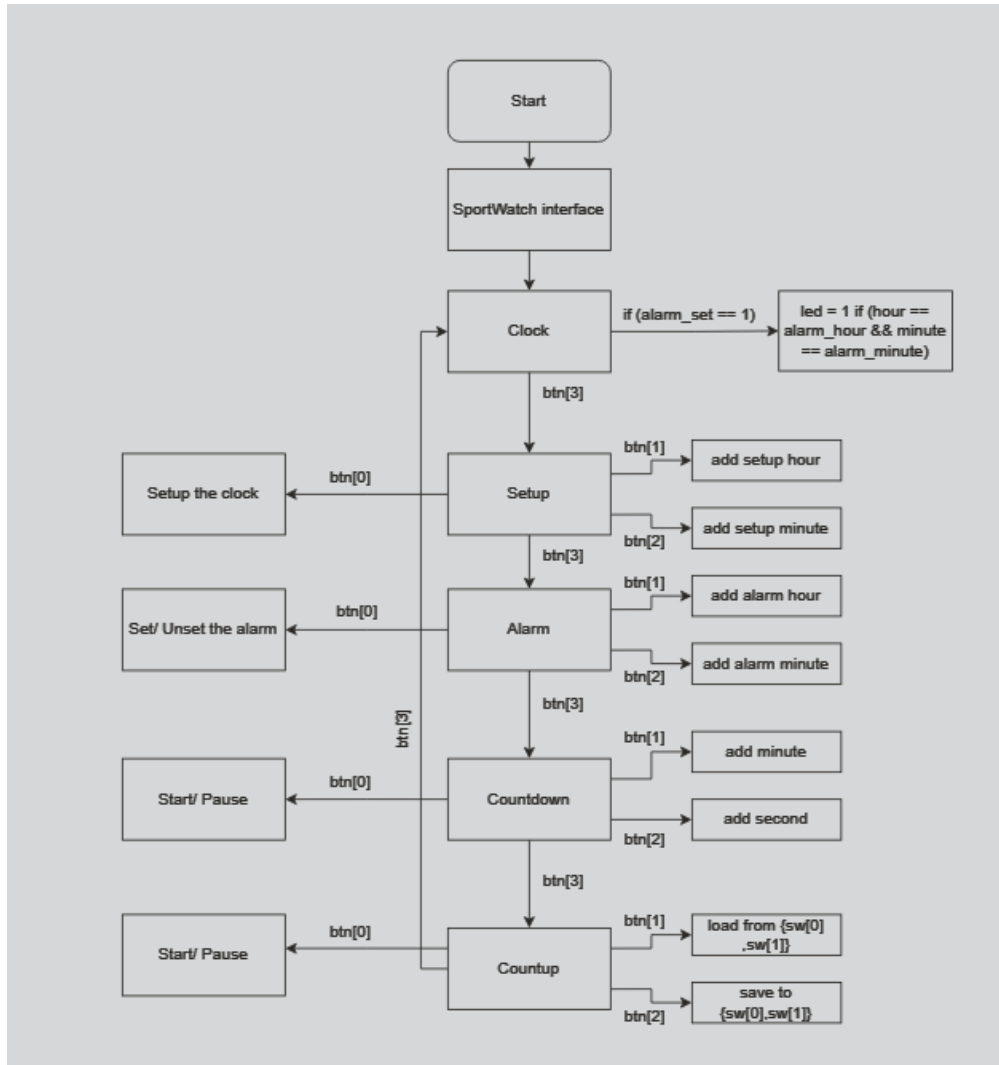 Start
SportWatch interface
Clock
if (alarm_set == 1)
led = 1 if (hour ==
alarm_hour && minute
== alarm_minute)
btn[3]
Setup the clock
btn[0]
Setup
btn[1]
add setup hour
btn[2]
add setup minute
btn[3]
Set/ Unset the alarm
btn[0]
Alarm
btn[1]
add alarm hour
btn[2]
add alarm minute
btn[3]
btn[3]
Start/ Pause
btn[0]
Countdown
btn[1]
add minute
btn[2]
add second
btn[3]
Start/ Pause
btn[0]
Countup
btn[1]
load from {sw[0]
,sw[1]}
btn[2]
save to
{sw[0],sw[1]}